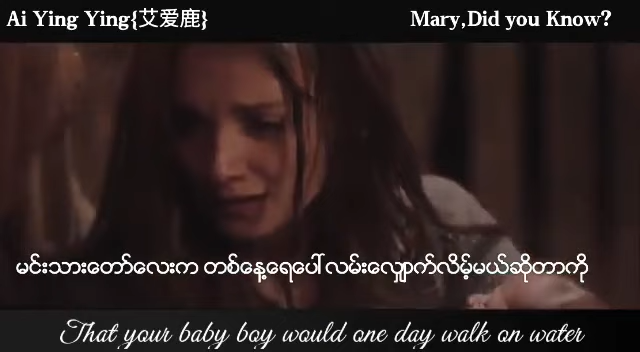 Ai Ying Ying{艾爱鹿}
Mary,Did you Know?
မင်းသားတော်လေးက တစ်နေ့ရေပေါ် လမ်းလျှောက်လိမ့်မယ်ဆိုတာကို
That your baby boy would one day walk on water